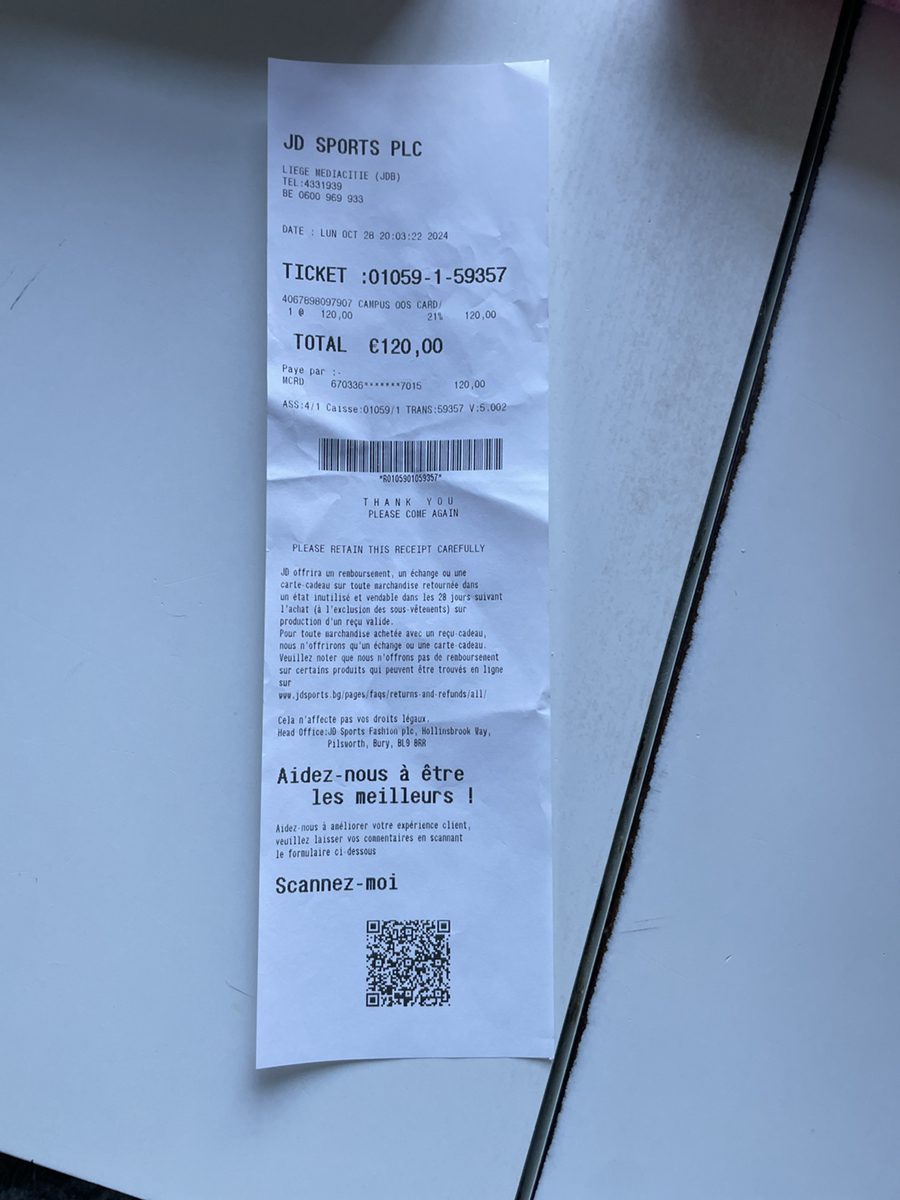 JD SPORTS PLC
LIEGE MEDIACITIE (JDB)
TEL:4331939
BE 0600 969 933
DATE : LUN OCT 28 20:03:22 2024
TICKET :01059-1-59357
4067898097907 CAMPUS 00S CARD/
1 @ 120,00 21% 120,00
TOTAL €120,00
Paye par :-
MCRD 670336*******7015 120,00
ASS:4/1 Caisse:01059/1 TRANS:59357 V:5.002
*R0105901059357*
THANK YOU
PLEASE COME AGAIN
PLEASE RETAIN THIS RECEIPT CAREFULLY
JD offrira un remboursement, un échange ou une
carte-cadeau sur toute marchandise retournée dans
un état inutilisé et vendable dans les 28 jours suivant
l'achat (à l'exclusion des sous-vêtements) sur
production d'un reçu valide.
Pour toute marchandise achetée avec un reçu-cadeau,
nous n'offrirons qu'un échange ou une carte-cadeau.
Veuillez noter que nous n'offrons pas de remboursement
sur certains produits qui peuvent être trouvés en ligne
sur
www.jdsports.bg/pages/faqs/returns-and-refunds/all/
Cela n'affecte pas vos droits légaux.
Head Office:JD Sports Fashion plc, Hollinsbrook Way,
Pilsworth, Bury, BL9 8RR
Aidez-nous à être
les meilleurs !
Aidez-nous à améliorer votre expérience client,
veuillez laisser vos commentaires en scannant
le formulaire ci-dessous
Scannez-moi